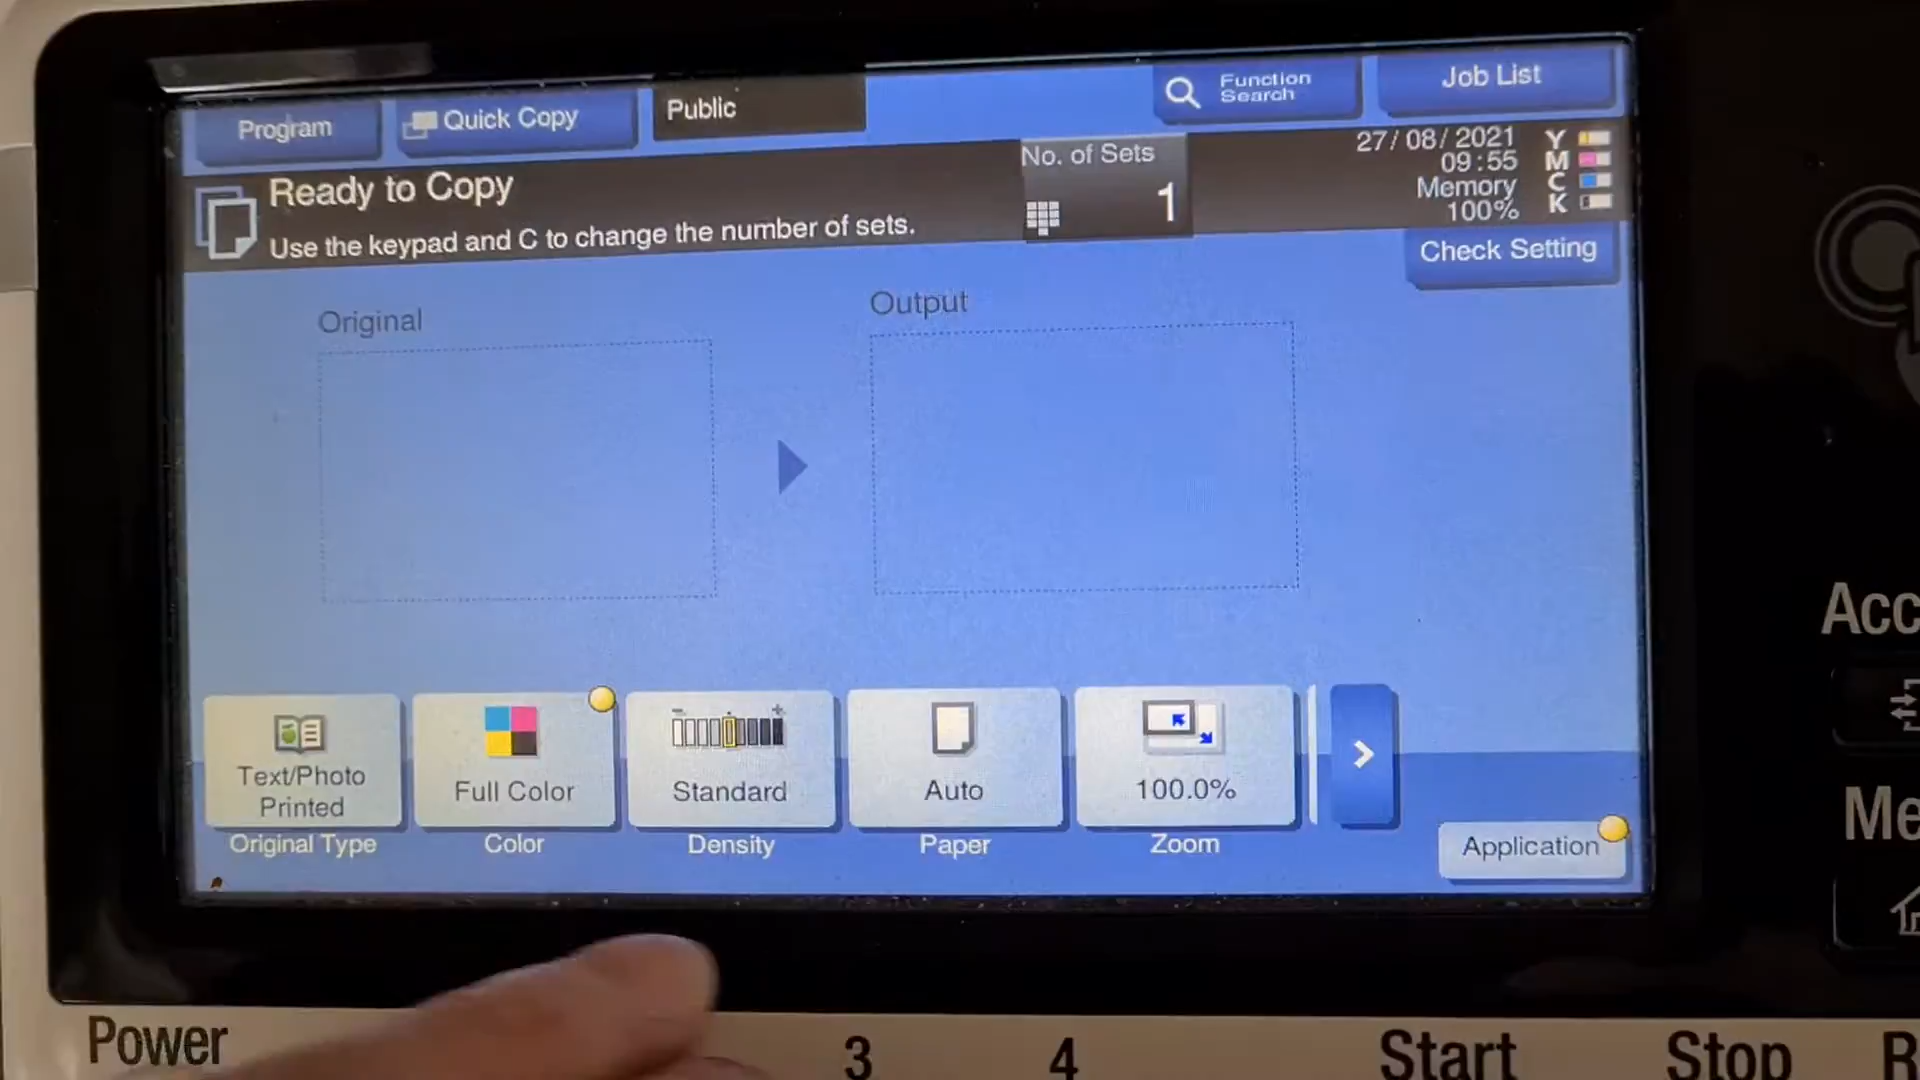 Program
Quick Copy
Public
Function
Search
Job List
Ready to Copy
Use the keypad and C to change the number of sets.
No. of Sets
1
27/08/2021
09:55
Memory
100%
Y
M
C
K
Check Setting
Original
Output
Text/Photo
Printed
Original Type
Full Color
Color
Standard
Density
Auto
Paper
100.0%
Zoom
Application
Acc
Me
Power
3
4
Start
Stop
R